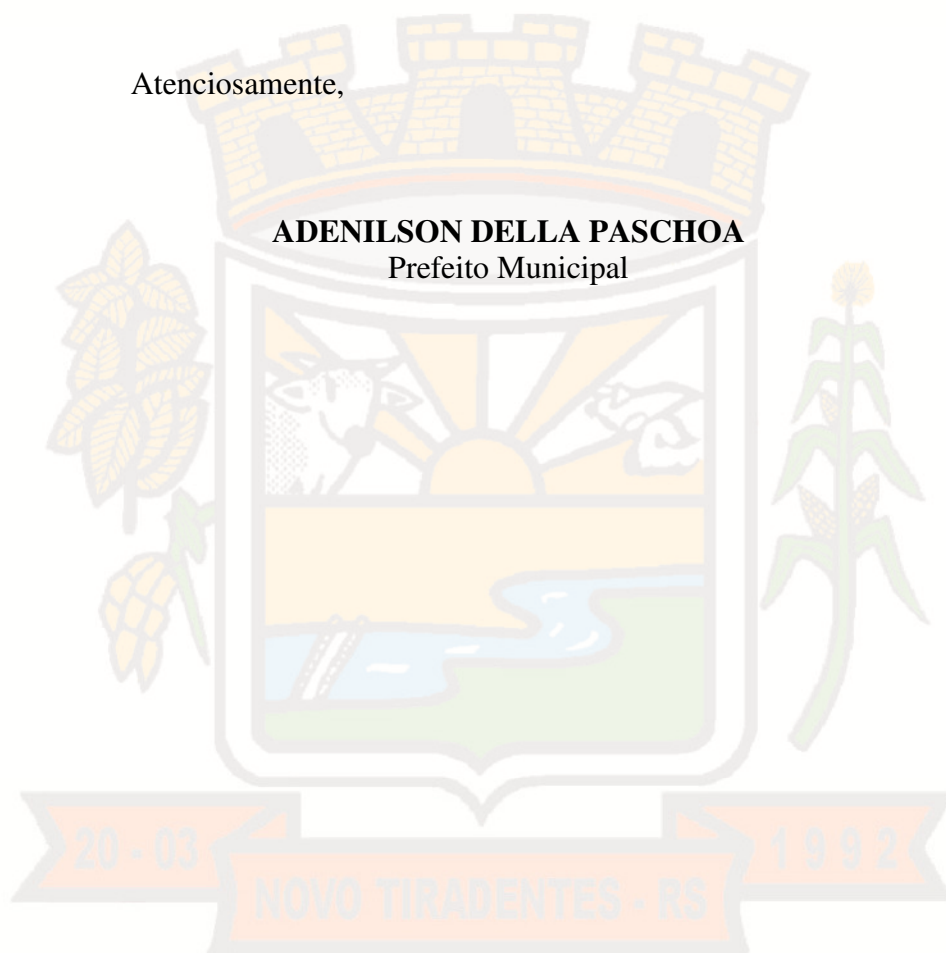 Atenciosamente,
ADENILSON DELLA PASCHOA
Prefeito Municipal
20 - 03
1992
NOVO TIRADENTES - RS